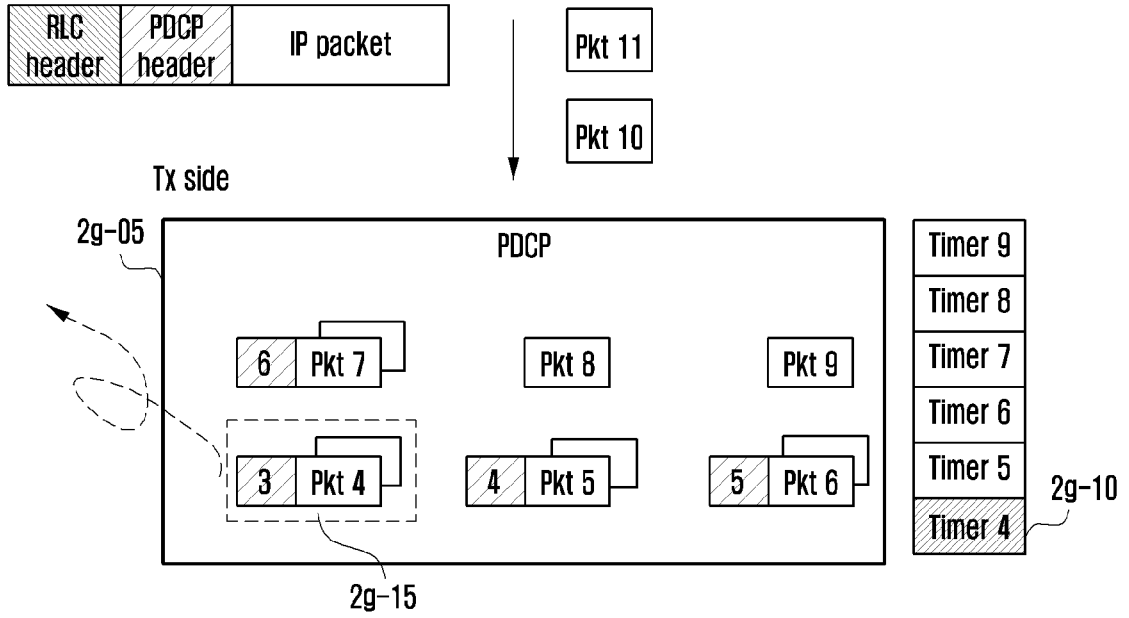 RLC
header
PDCP
header
IP packet
Pkt 11
Pkt 10
Tx side
2g-05
PDCP
6
Pkt 7
Pkt 8
Pkt 9
3
Pkt 4
4
Pkt 5
5
Pkt 6
2g-15
Timer 9
Timer 8
Timer 7
Timer 6
Timer 5
Timer 4
2g-10